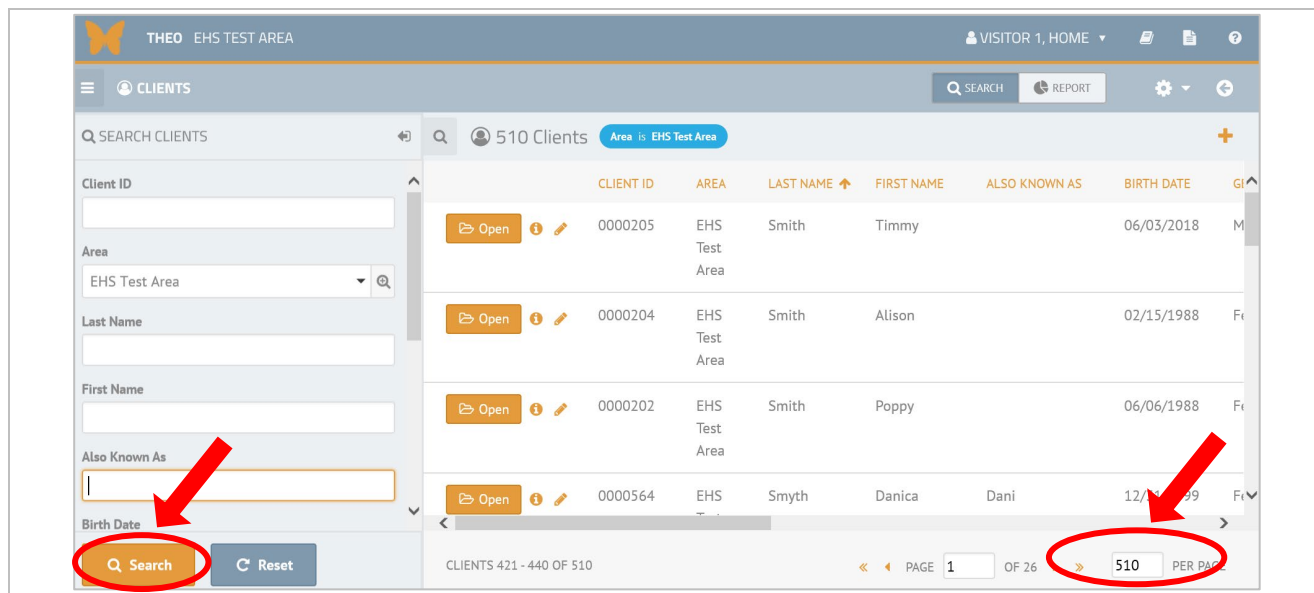 THEO EHS TEST AREA
VISITOR 1, HOME
CLIENTS
SEARCH REPORT
SEARCH CLIENTS
510 Clients Area is EHS Test Area
Client ID
Area
EHS Test Area
Last Name
First Name
Also Known As
Birth Date
Search Reset
CLIENT ID AREA LAST NAME FIRST NAME ALSO KNOWN AS BIRTH DATE
Open 0000205 EHS Smith Timmy 06/03/2018 M
Test
Area
Open 0000204 EHS Smith Alison 02/15/1988
Test
Area
Open 0000202 EHS Smith Poppy 06/06/1988
Test
Area
Open 0000564 EHS Smyth Danica Dani
CLIENTS 421 - 440 OF 510 PAGE 1 OF 26 510 PER PAGE